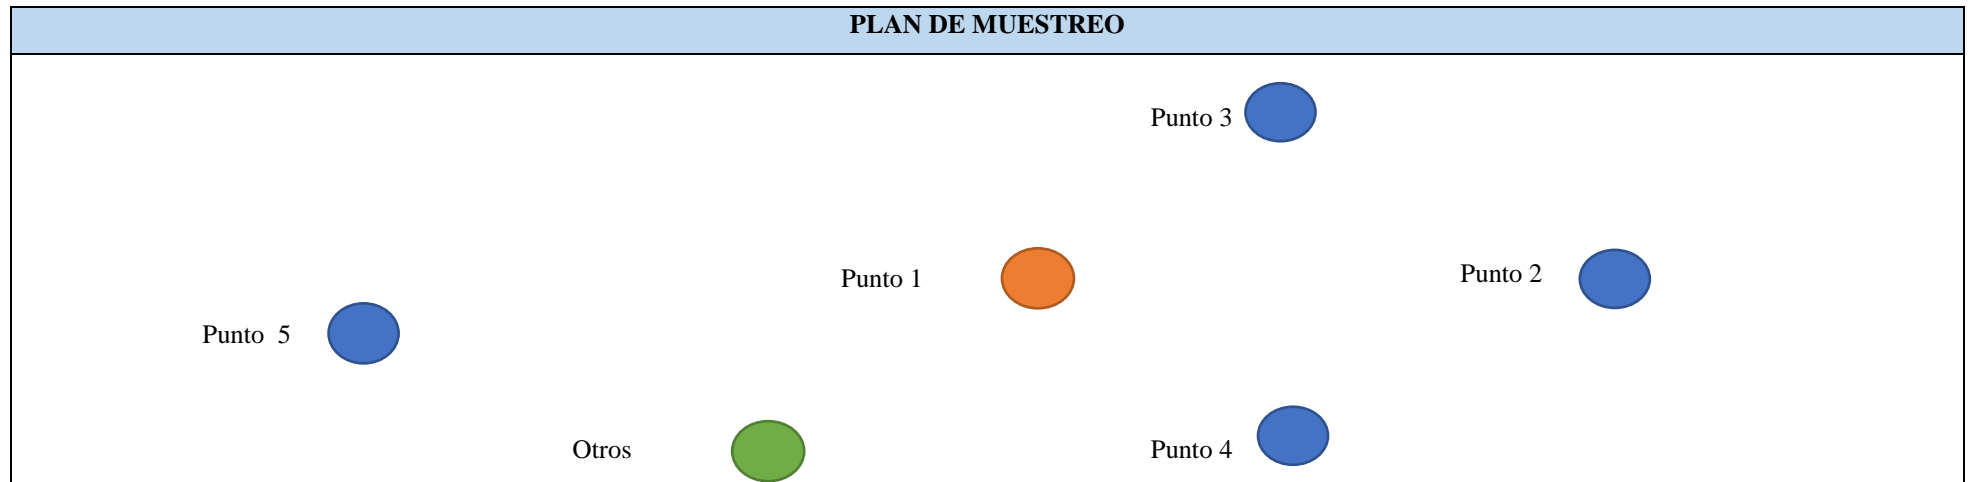 PLAN DE MUESTREO
Punto 3
Punto 1
Punto 2
Punto 5
Otros
Punto 4